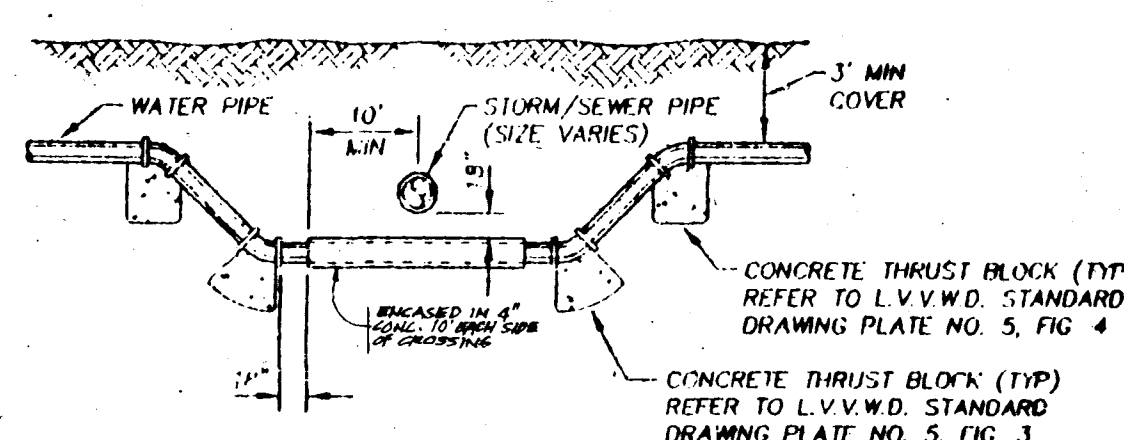 3' MIN
COVER
WATER PIPE
10'
MIN
STORM/SEWER PIPE
(SIZE VARIES)
S
ENCASED IN 4"
CONC. 10' EACH SIDE
OF CROSSING
CONCRETE THRUST BLOCK (TYP
REFER TO L.V.V.W.D. STANDARD
DRAWING PLATE NO. 5, FIG 4
CONCRETE THRUST BLOCK (TYP)
REFER TO L.V.V.W.D. STANDARD
DRAWING PLATE NO. 5, FIG 3